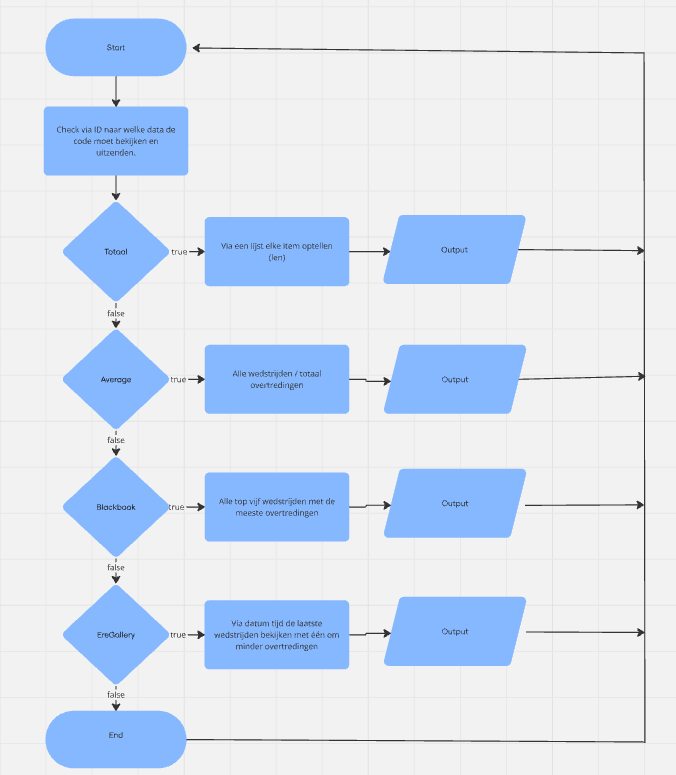 Start
Check via ID naar welke data de
code moet bekijken en
uitzenden.
Totaal
true
Via een lijst elke item optellen
(len)
Output
false
Average
true
Alle wedstrijden / totaal
overtredingen
Output
false
Blackbook
true
Alle top vijf wedstrijden met de
meeste overtredingen
Output
false
EreGallery
true
Via datum tijd de laatste
wedstrijden bekijken met één om
minder overtredingen
Output
false
End